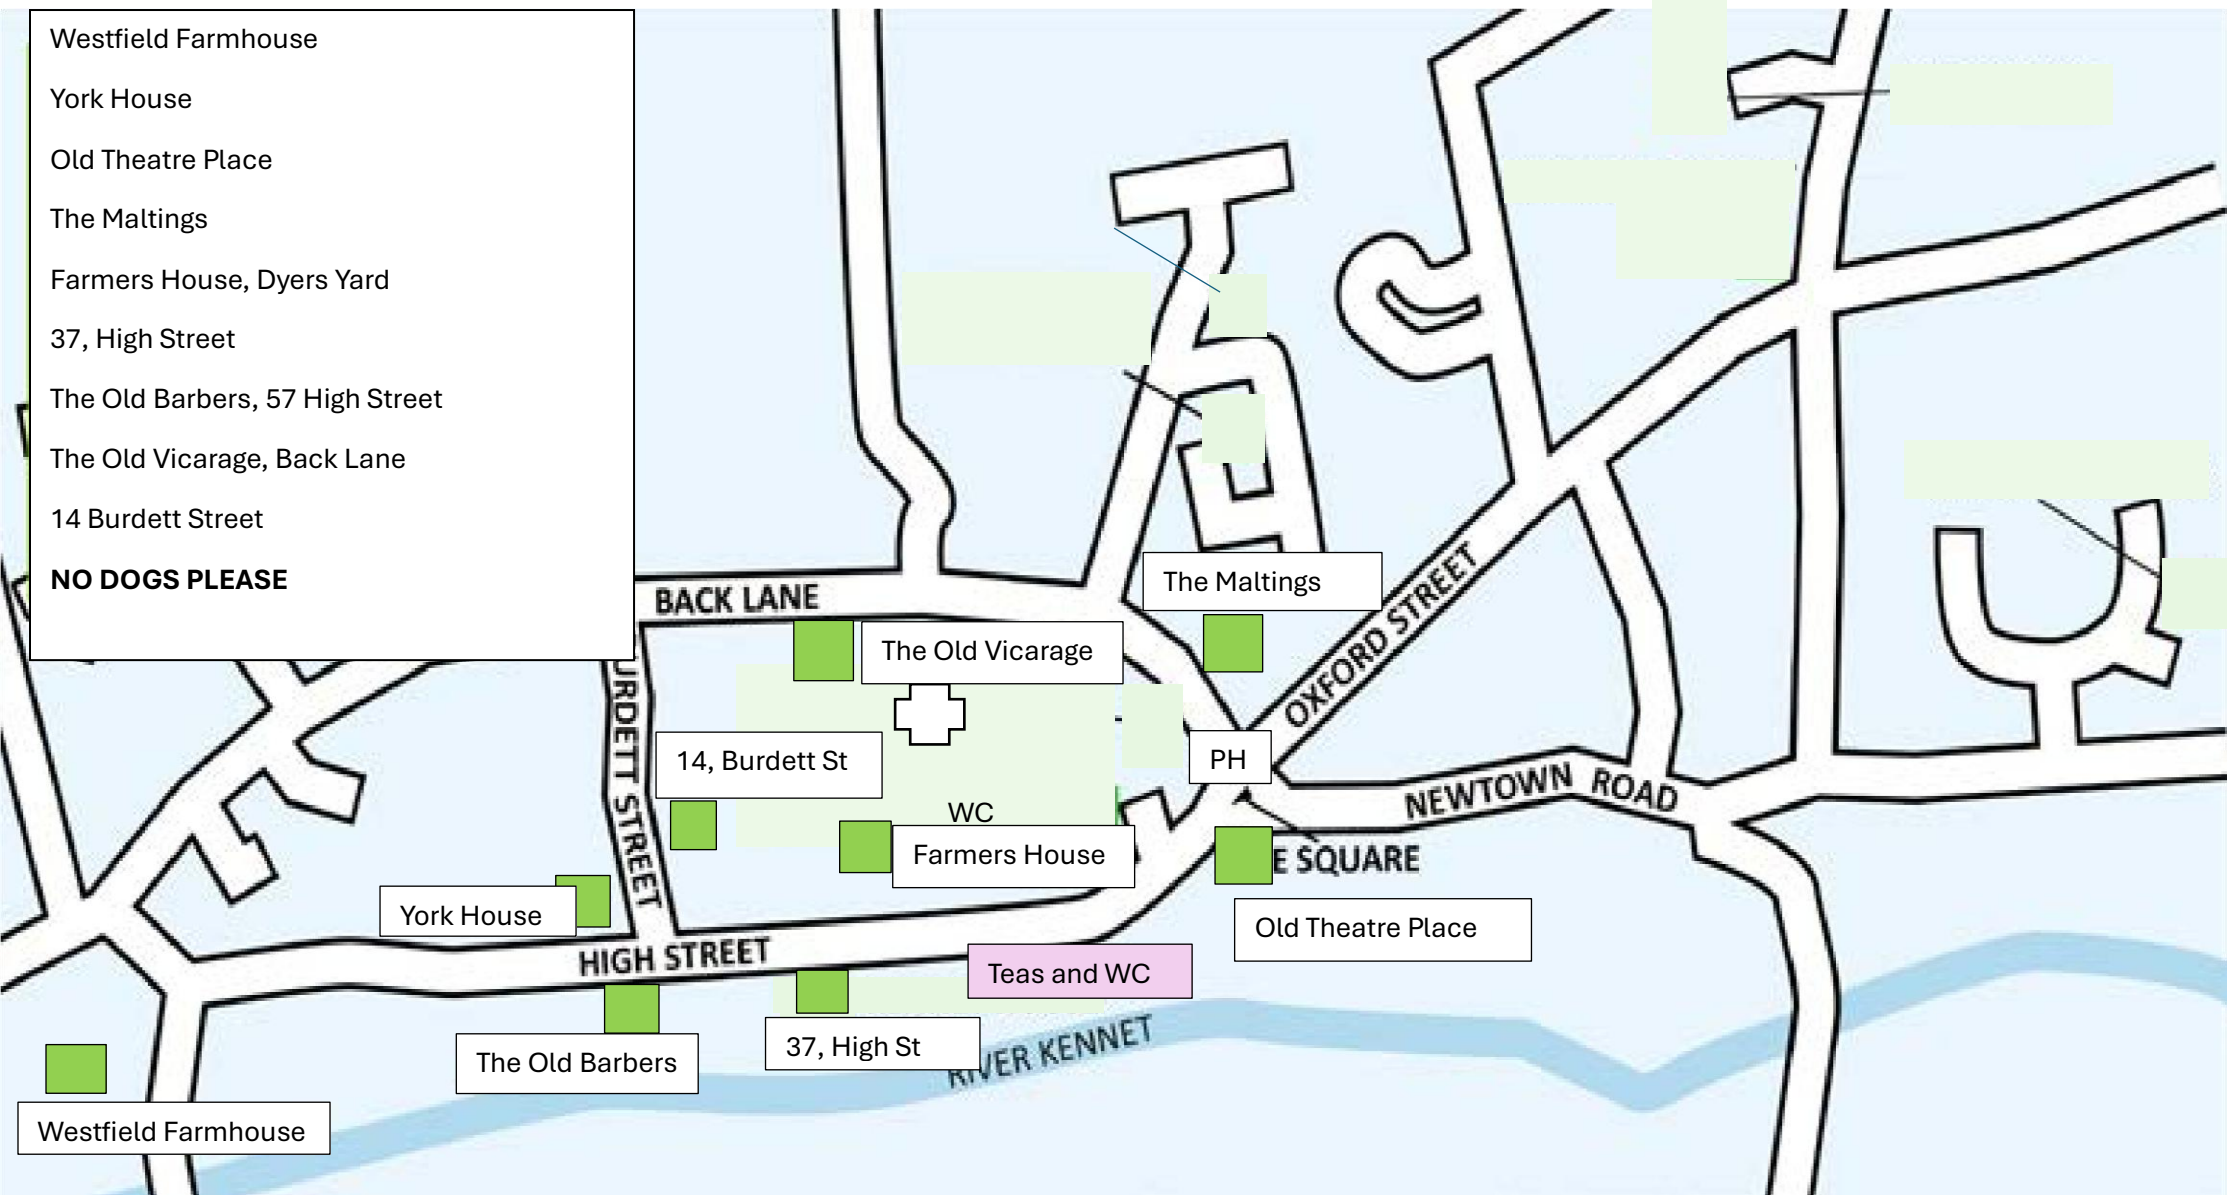 Westfield Farmhouse
York House
Old Theatre Place
The Maltings
Farmers House, Dyers Yard
37, High Street
The Old Barbers, 57 High Street
The Old Vicarage, Back Lane
14 Burdett Street
NO DOGS PLEASE
BACK LANE
The Maltings
The Old Vicarage
OXFORD STREET
URDETT STREET
14, Burdett St
PH
NEWTOWN ROAD
WC
Farmers House
E SQUARE
York House
Old Theatre Place
HIGH STREET
Teas and WC
37, High St
The Old Barbers
RIVER KENNET
Westfield Farmhouse